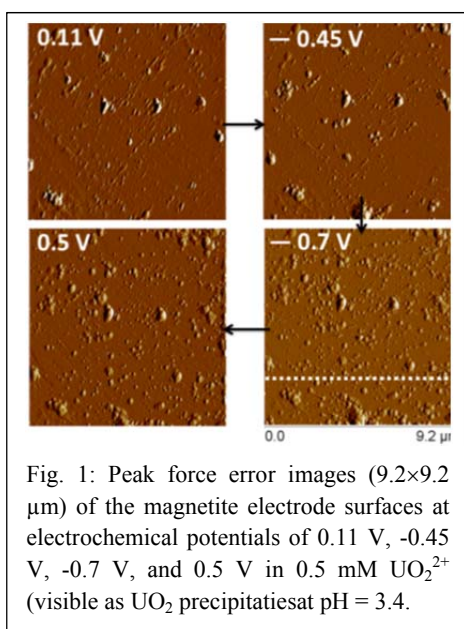 0.11 V
— 0.45 V
0.5 V
— 0.7 V
0.0
9.2 µm
Fig. 1: Peak force error images (9.2×9.2
µm) of the magnetite electrode surfaces at
electrochemical potentials of 0.11 V, -0.45
V, -0.7 V, and 0.5 V in 0.5 mM UO₂²⁺
(visible as UO₂ precipitatiesat pH = 3.4.